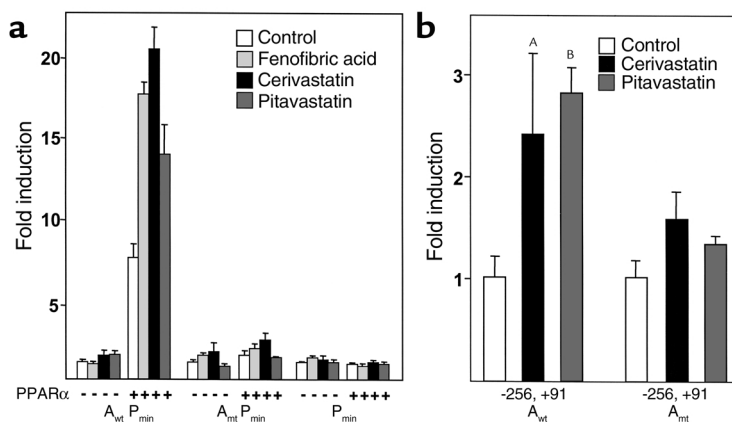 a
Fold induction
20
15
10
5
Control
Fenofibric acid
Cerivastatin
Pitavastatin
PPARα - - - - ++++ - - - - ++++ - - - - ++++
Awt Pmin Amt Pmin Pmin
b
Fold induction
3
2
1
A B
Control
Cerivastatin
Pitavastatin
-256, +91 -256, +91
Awt Amt